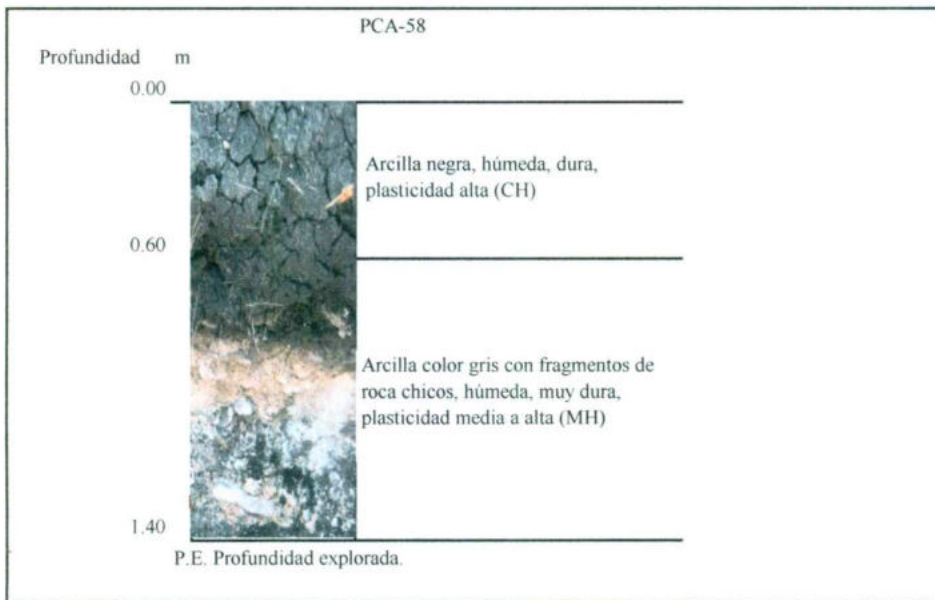 PCA-58
Profundidad m
0.00
Arcilla negra, húmeda, dura,
plasticidad alta (CH)
0.60
Arcilla color gris con fragmentos de
roca chicos, húmeda, muy dura,
plasticidad media a alta (MH)
1.40
P.E. Profundidad explorada.